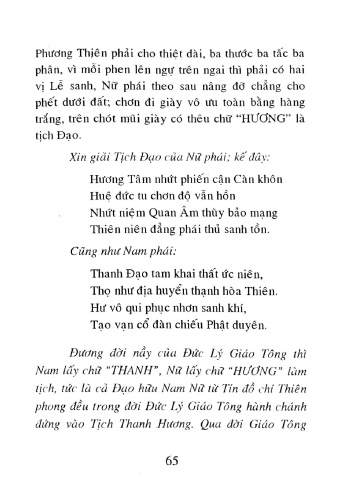 Phương Thiên phải cho thiệt dài, ba thước ba tấc ba
phân, vì mỗi phen lên ngự trên ngai thì phải có hai
vị Lễ sanh, Nữ phái theo sau nâng đỡ chẳng cho
phết dưới đất; chơn đi giày vô ưu toàn bằng hàng
trắng, trên chót mũi giày có thêu chữ “HƯƠNG” là
tịch Đạo.
Xin giải Tịch Đạo của Nữ phái; kế đây:
Hương Tâm nhứt phiến cận Càn khôn
Huệ đức tu chơn độ vẫn hồn
Nhứt niệm Quan Âm thùy bảo mạng
Thiên niên đẳng phái thủ sanh tồn.
Cũng như Nam phái:
Thanh Đạo tam khai thất ức niên,
Thọ như địa huyển thạnh hòa Thiên.
Hư vô qui phục nhơn sanh khí,
Tạo vạn cổ đàn chiếu Phật duyên.
Đương đời nầy của Đức Lý Giáo Tông thì
Nam lấy chữ “THANH”, Nữ lấy chữ “HƯƠNG” làm
tịch, tức là cả Đạo hữu Nam Nữ từ Tín đồ chí Thiên
phong đều trong đời Đức Lý Giáo Tông hành chánh
đứng vào Tịch Thanh Hương. Qua đời Giáo Tông
65